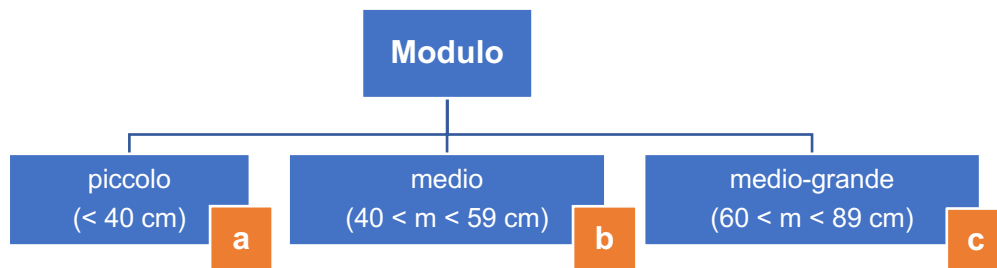 Modulo
piccolo
(< 40 cm)
a
medio
(40 < m < 59 cm)
b
medio-grande
(60 < m < 89 cm)
c